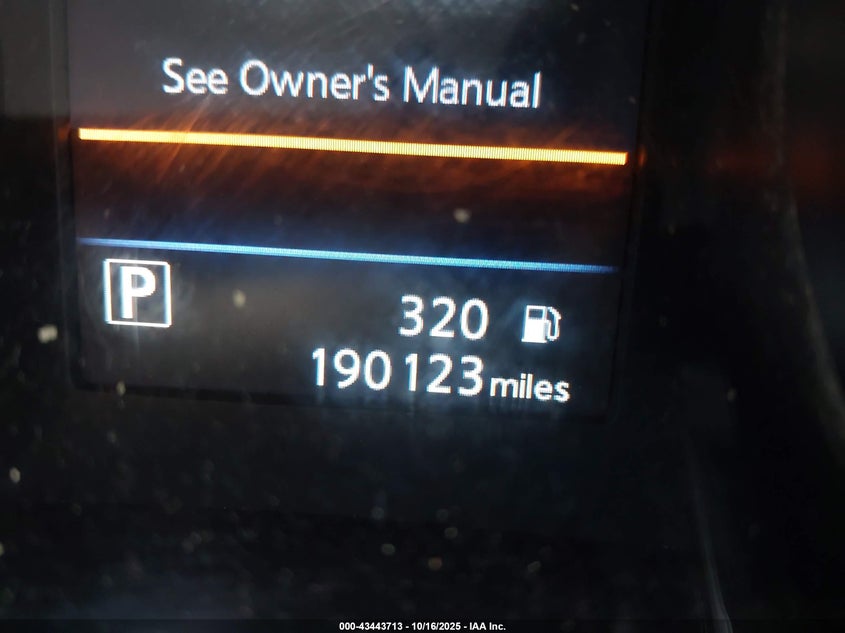 See Owner's Manual
P
320
190123 miles
000-43443713 - 10/16/2025 - IAA Inc.